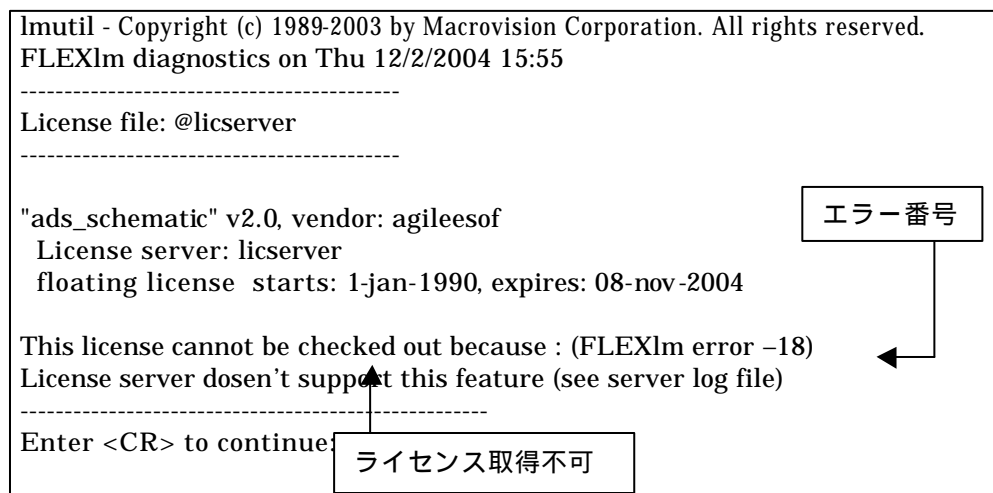 lmutil - Copyright (c) 1989-2003 by Macrovision Corporation. All rights reserved.
FLEXlm diagnostics on Thu 12/2/2004 15:55
-------------------------------------------
License file: @licserver
-------------------------------------------
"ads_schematic" v2.0, vendor: agileesof
エラー番号
License server: licserver
floating license starts: 1-jan-1990, expires: 08-nov-2004
This license cannot be checked out because : (FLEXlm error –18)
License server dosen't support this feature (see server log file)
-----------------------------------------------------
Enter <CR> to continue:
ライセンス取得不可